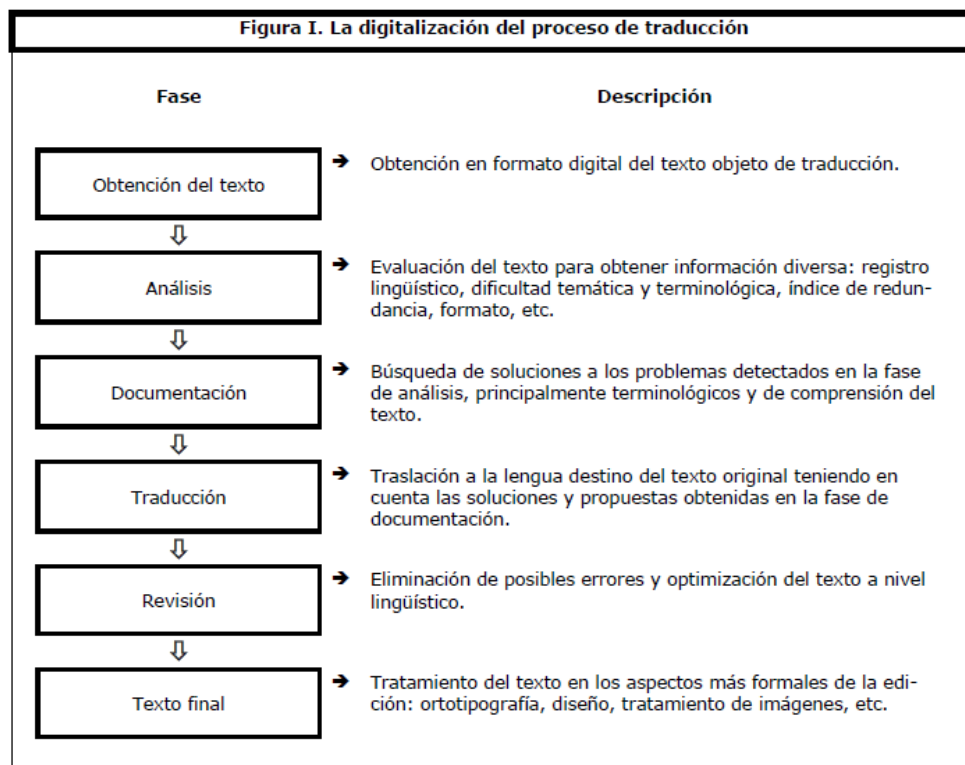 Figura I. La digitalización del proceso de traducción
Fase
Descripción
Obtención del texto
➔ Obtención en formato digital del texto objeto de traducción.
Análisis
➔ Evaluación del texto para obtener información diversa: registro
lingüístico, dificultad temática y terminológica, índice de redun-
dancia, formato, etc.
Documentación
➔ Búsqueda de soluciones a los problemas detectados en la fase
de análisis, principalmente terminológicos y de comprensión del
texto.
Traducción
➔ Traslación a la lengua destino del texto original teniendo en
cuenta las soluciones y propuestas obtenidas en la fase de
documentación.
Revisión
➔ Eliminación de posibles errores y optimización del texto a nivel
lingüístico.
Texto final
➔ Tratamiento del texto en los aspectos más formales de la edi-
ción: ortotipografía, diseño, tratamiento de imágenes, etc.